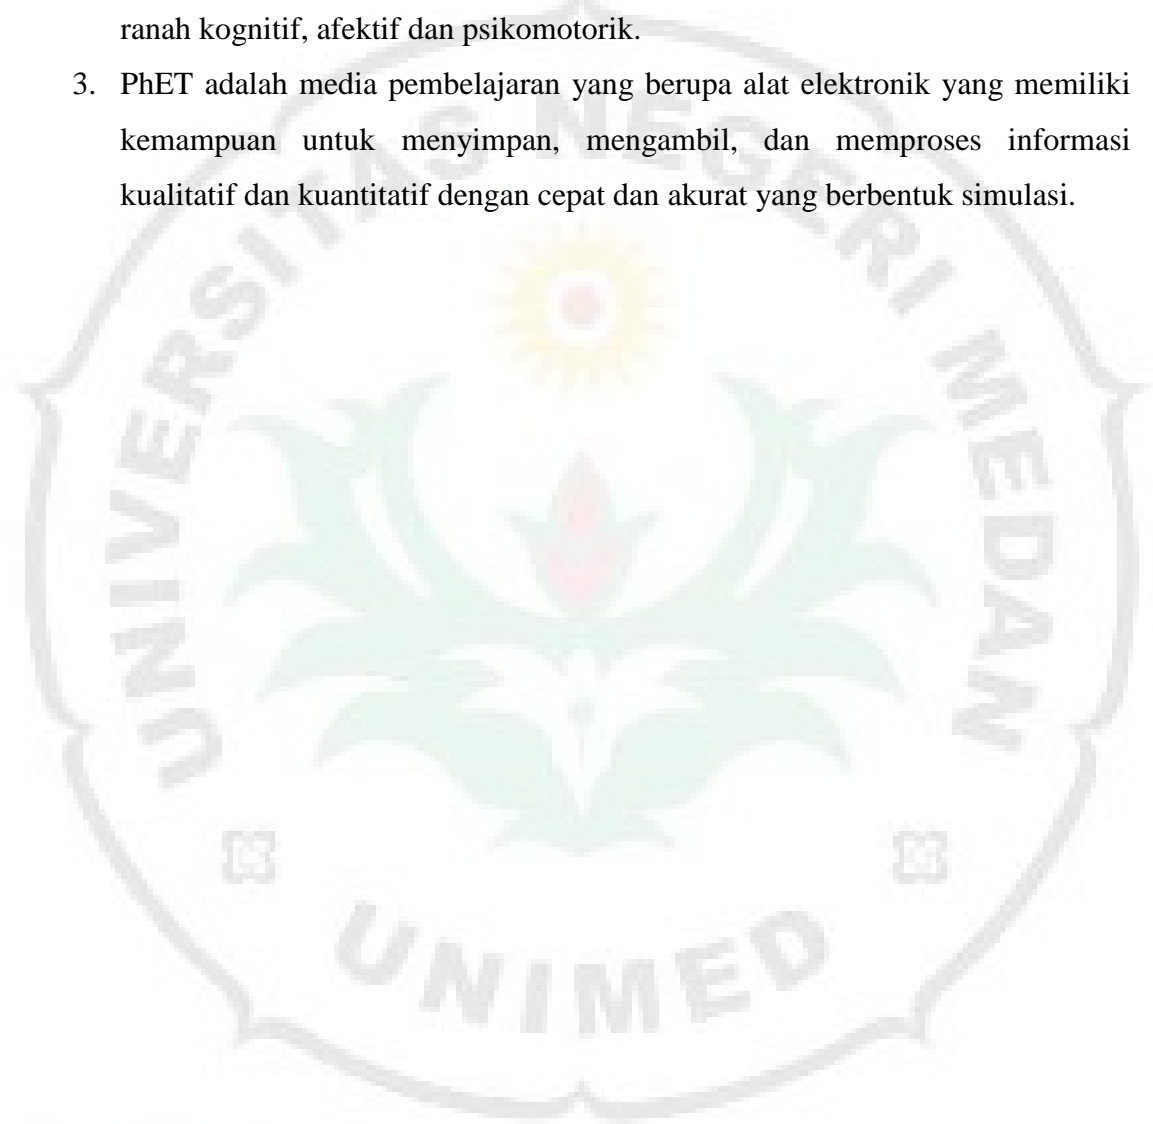 ranah kognitif, afektif dan psikomotorik.
3. PhET adalah media pembelajaran yang berupa alat elektronik yang memiliki
kemampuan untuk menyimpan, mengambil, dan memproses informasi
kualitatif dan kuantitatif dengan cepat dan akurat yang berbentuk simulasi.
UNIVERSITAS NEGERI MEDAN
UNIMED